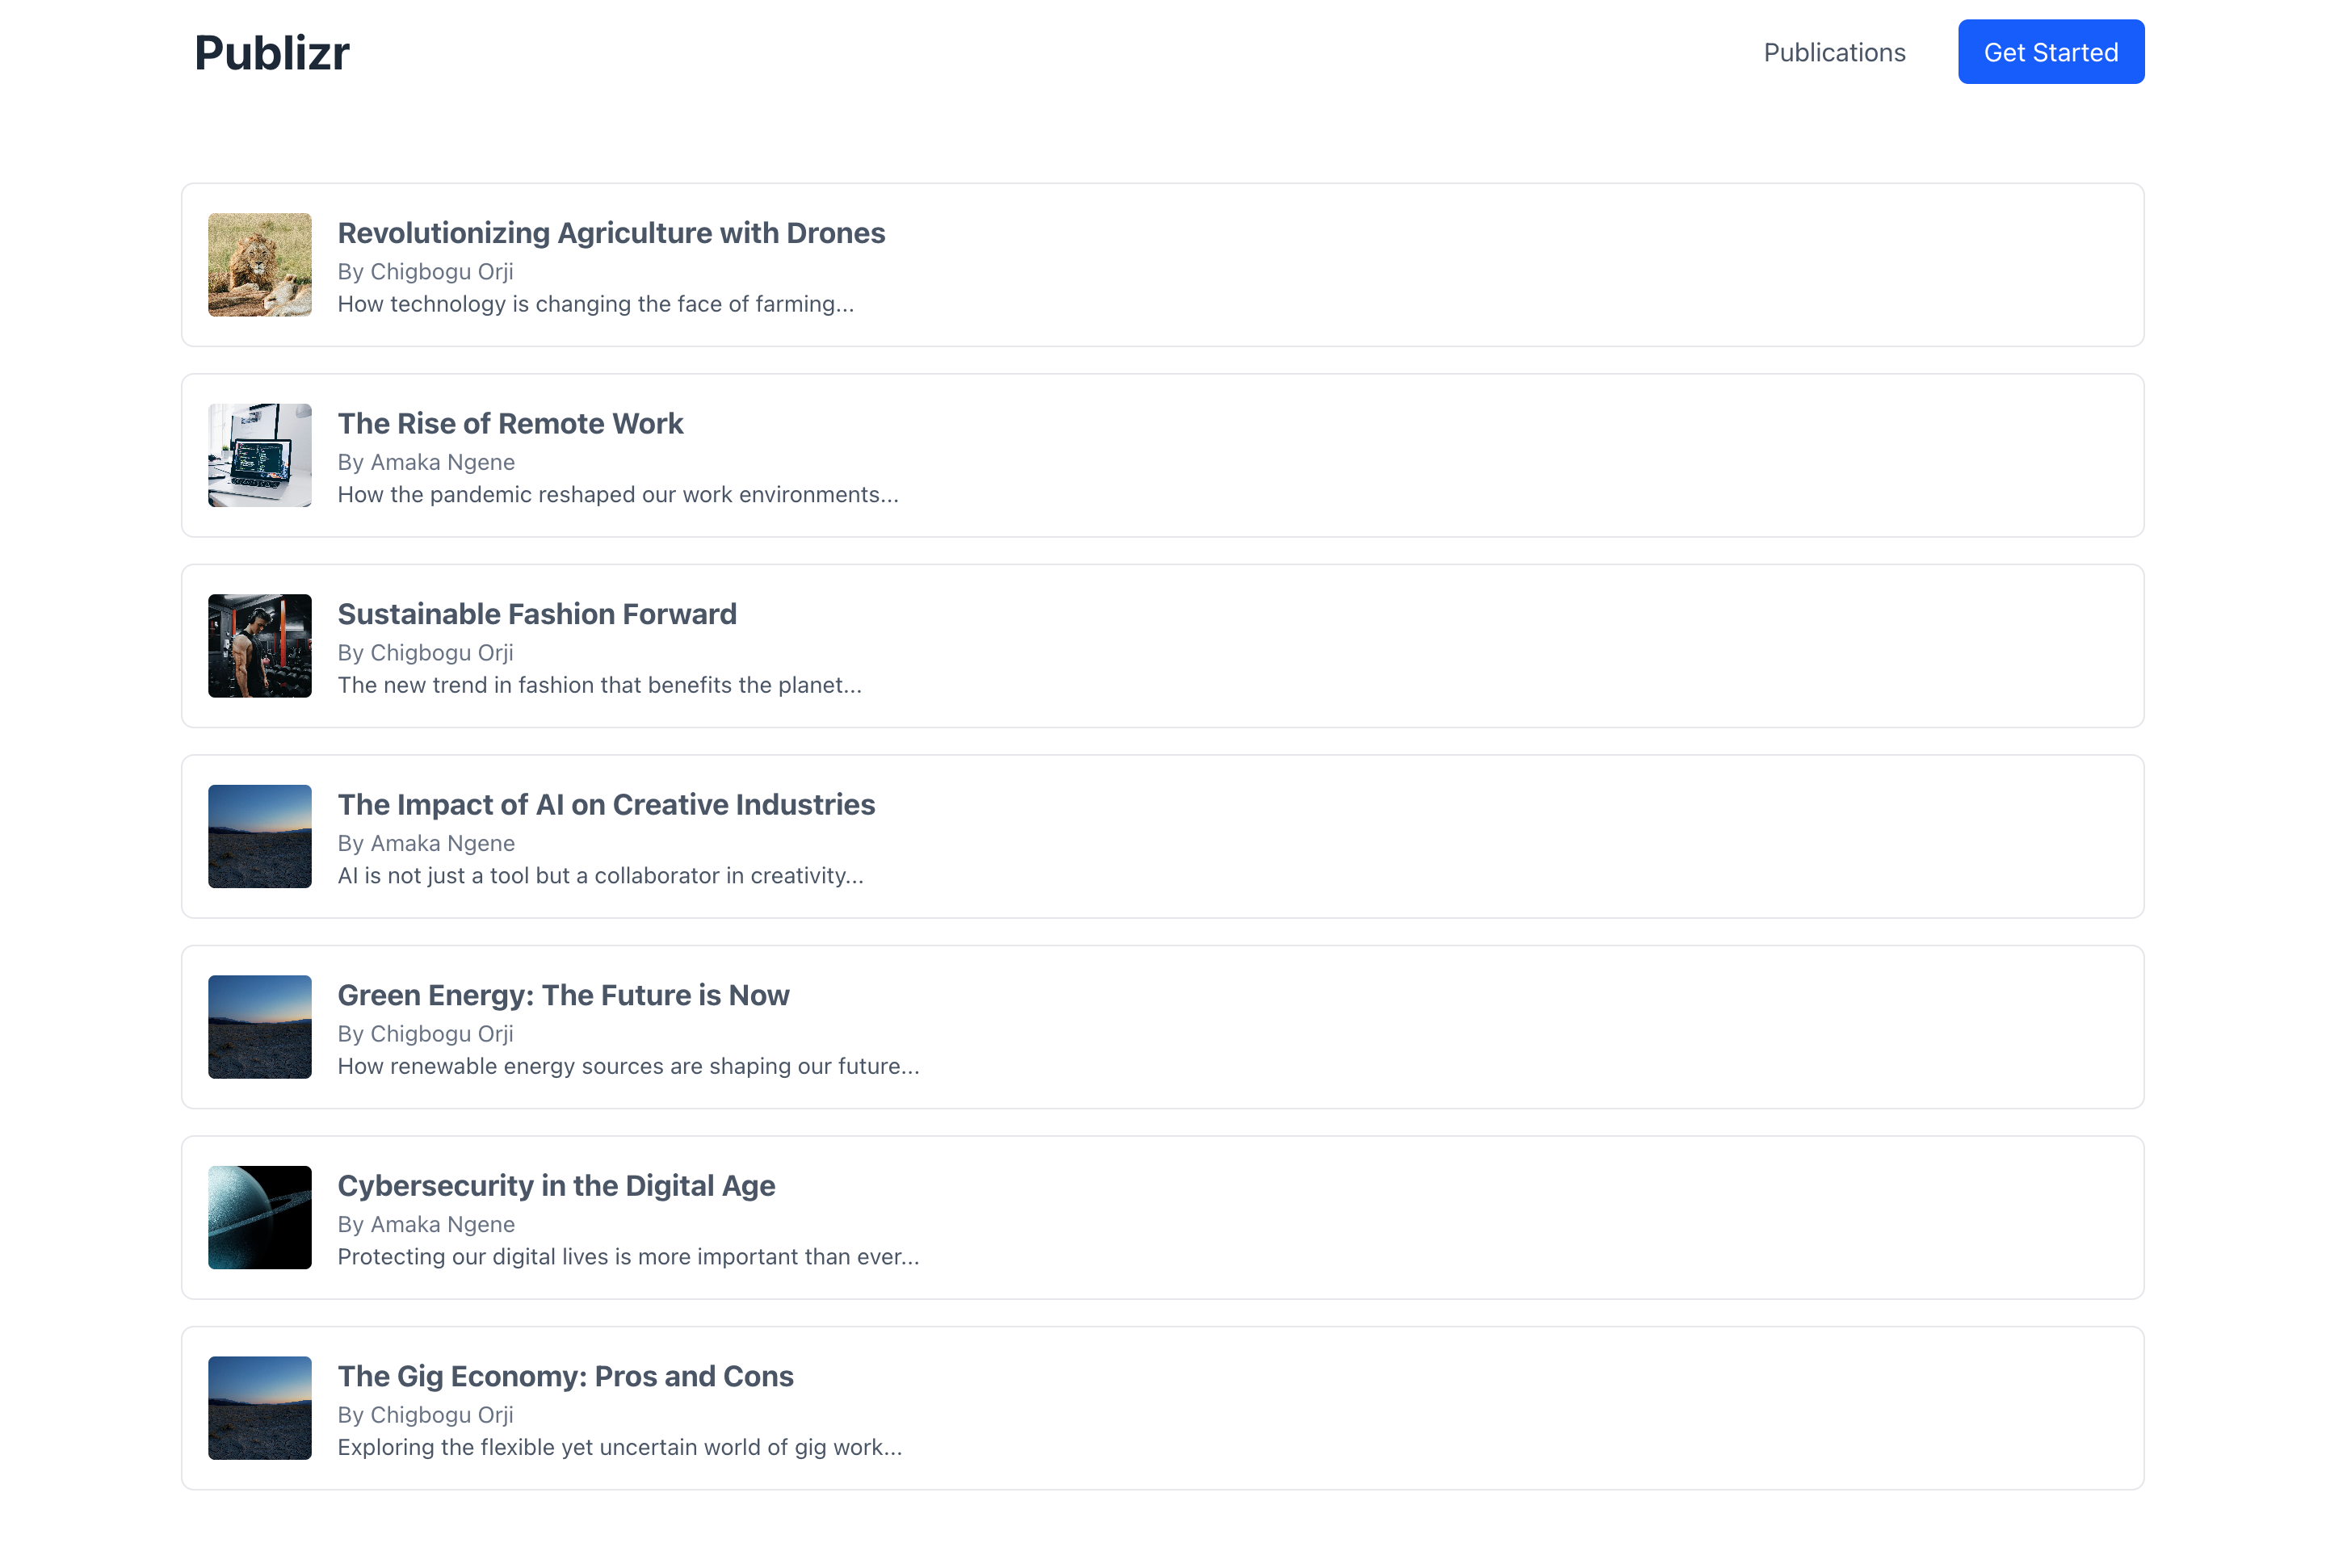 Publizr
Publications
Get Started
Revolutionizing Agriculture with Drones
By Chigbogu Orji
How technology is changing the face of farming...
The Rise of Remote Work
By Amaka Ngene
How the pandemic reshaped our work environments...
Sustainable Fashion Forward
By Chigbogu Orji
The new trend in fashion that benefits the planet...
The Impact of AI on Creative Industries
By Amaka Ngene
AI is not just a tool but a collaborator in creativity...
Green Energy: The Future is Now
By Chigbogu Orji
How renewable energy sources are shaping our future...
Cybersecurity in the Digital Age
By Amaka Ngene
Protecting our digital lives is more important than ever...
The Gig Economy: Pros and Cons
By Chigbogu Orji
Exploring the flexible yet uncertain world of gig work...